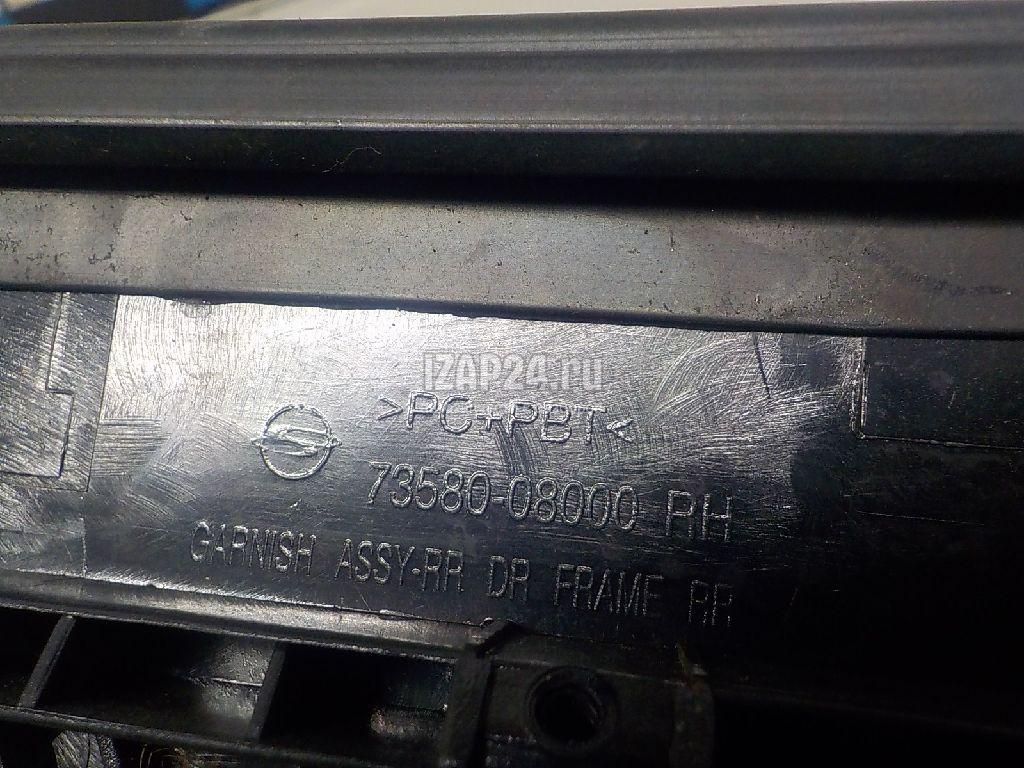 IZAP24.ru
>PC+PBT<
73580-08000 RH
GARNISH ASSY-RR DR FRAME RR